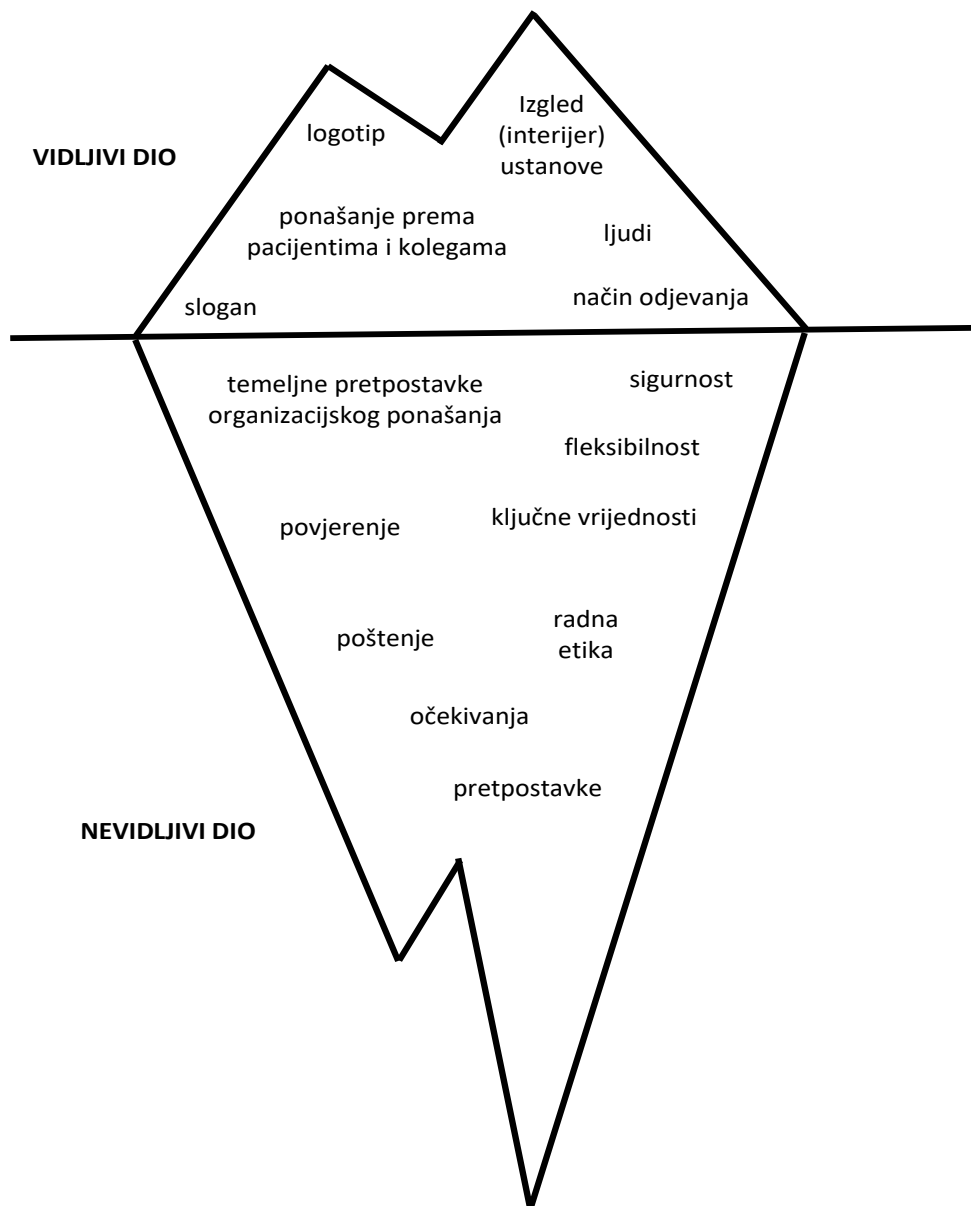 Izgled
(interijer)
ustanove
logotip
VIDLJIVI DIO
ponašanje prema
pacijentima i kolegama
ljudi
slogan
način odjevanja
temeljne pretpostavke
organizacijskog ponašanja
sigurnost
fleksibilnost
povjerenje
ključne vrijednosti
poštenje
radna
etika
očekivanja
pretpostavke
NEVIDLJIVI DIO